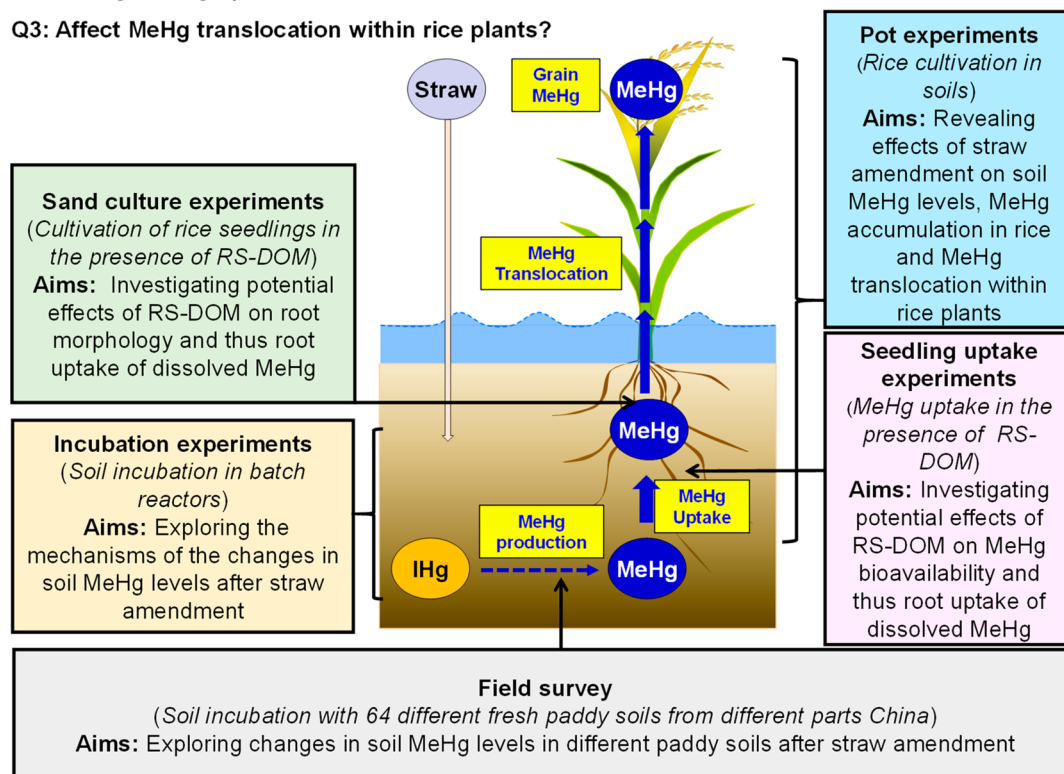 Q3: Affect MeHg translocation within rice plants?
Straw
Grain
MeHg
MeHg
MeHg
Translocation
MeHg
MeHg
Uptake
MeHg
production
IHg
MeHg
Sand culture experiments
(Cultivation of rice seedlings in
the presence of RS-DOM)
Aims: Investigating potential
effects of RS-DOM on root
morphology and thus root
uptake of dissolved MeHg
Incubation experiments
(Soil incubation in batch
reactors)
Aims: Exploring the
mechanisms of the changes in
soil MeHg levels after straw
amendment
Pot experiments
(Rice cultivation in
soils)
Aims: Revealing
effects of straw
amendment on soil
MeHg levels, MeHg
accumulation in rice
and MeHg
translocation within
rice plants
Seedling uptake
experiments
(MeHg uptake in the
presence of RS-
DOM)
Aims: Investigating
potential effects of
RS-DOM on MeHg
bioavailability and
thus root uptake of
dissolved MeHg
Field survey
(Soil incubation with 64 different fresh paddy soils from different parts China)
Aims: Exploring changes in soil MeHg levels in different paddy soils after straw amendment